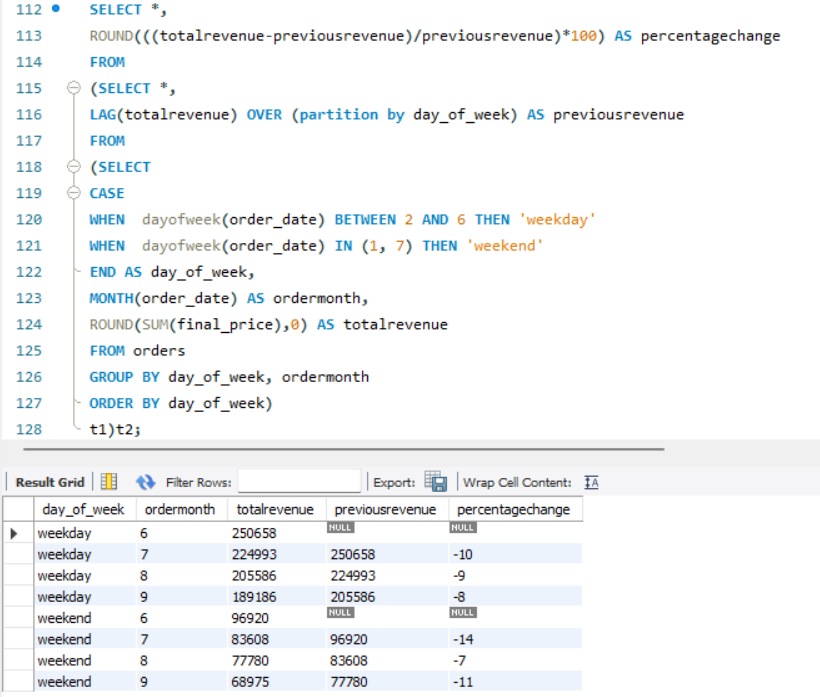 112 SELECT *,
113 ROUND(((totalrevenue-previousrevenue)/previousrevenue)*100) AS percentagechange
114 FROM
115 (SELECT *,
116 LAG(totalrevenue) OVER (partition by day_of_week) AS previousrevenue
117 FROM
118 (SELECT
119 CASE
120 WHEN dayofweek(order_date) BETWEEN 2 AND 6 THEN 'weekday'
121 WHEN dayofweek(order_date) IN (1, 7) THEN 'weekend'
122 END AS day_of_week,
123 MONTH(order_date) AS ordermonth,
124 ROUND(SUM(final_price),0) AS totalrevenue
125 FROM orders
126 GROUP BY day_of_week, ordermonth
127 ORDER BY day_of_week)
128 t1)t2;
Result Grid Filter Rows: Export: Wrap Cell Content: IA
day_of_week ordermonth totalrevenue previousrevenue percentagechange
weekday 6 250658 NULL NULL
weekday 7 224993 250658 -10
weekday 8 205586 224993 -9
weekday 9 189186 205586 -8
weekend 6 96920 NULL NULL
weekend 7 83608 96920 -14
weekend 8 77780 83608 -7
weekend 9 68975 77780 -11